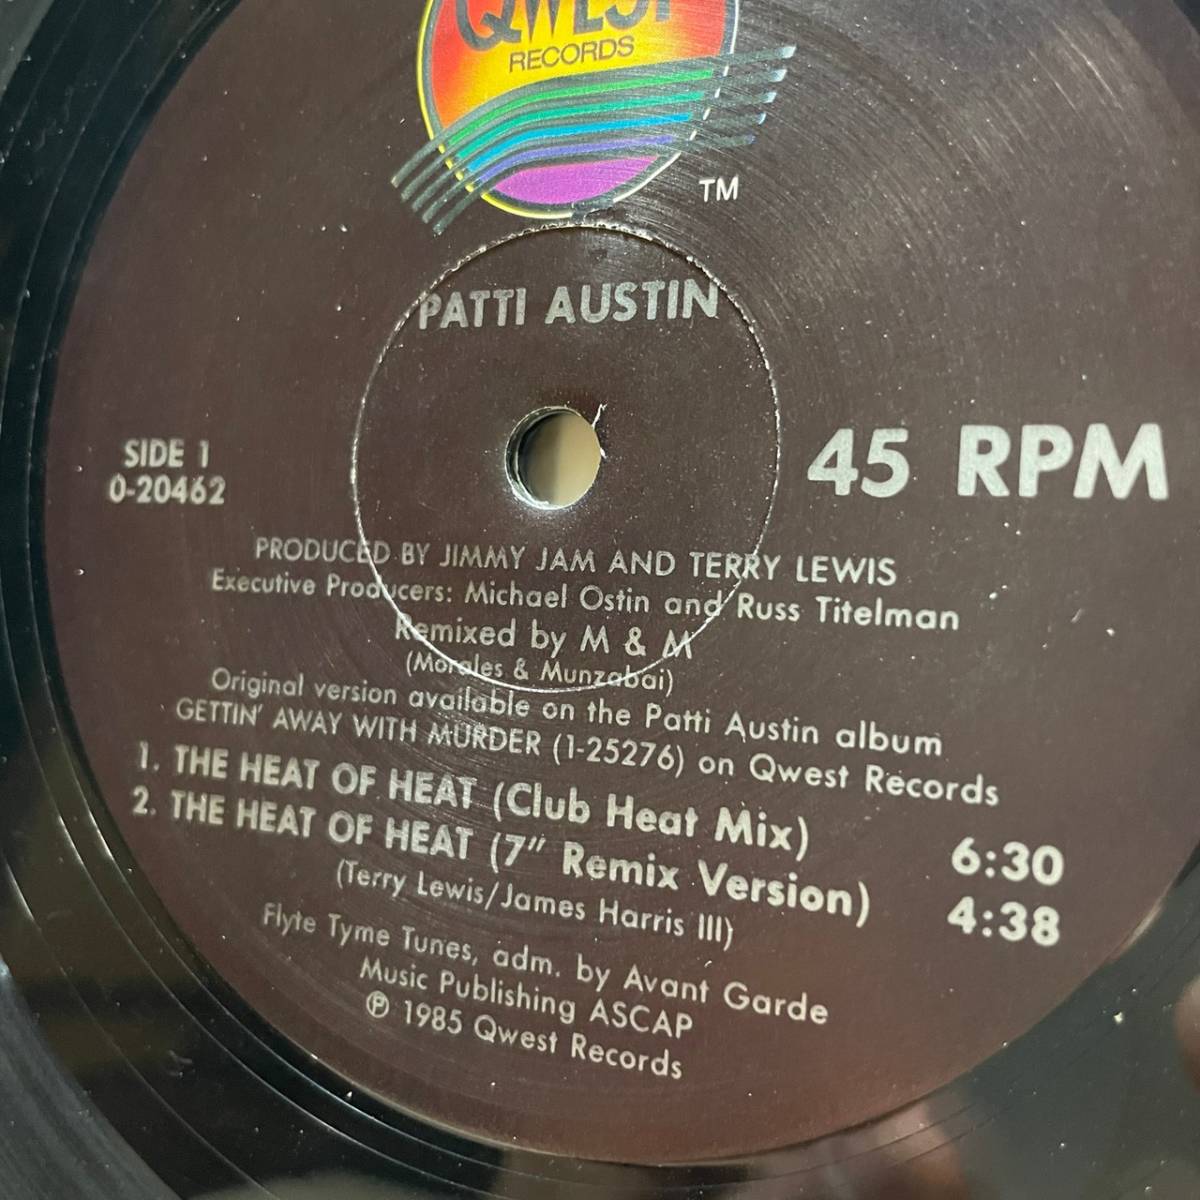 QWEST
RECORDS
TM
PATTI AUSTIN
SIDE 1
0-20462
45 RPM
PRODUCED BY JIMMY JAM AND TERRY LEWIS
Executive Producers: Michael Ostin and Russ Titelman
Remixed by M & M
(Morales & Munzabai)
Original version available on the Patti Austin album
GETTIN' AWAY WITH MURDER (1-25276) on Qwest Records
1. THE HEAT OF HEAT (Club Heat Mix) 6:30
2. THE HEAT OF HEAT (7" Remix Version) 4:38
(Terry Lewis/James Harris III)
Flyte Tyme Tunes, adm. by Avant Garde
Music Publishing ASCAP
℗ 1985 Qwest Records